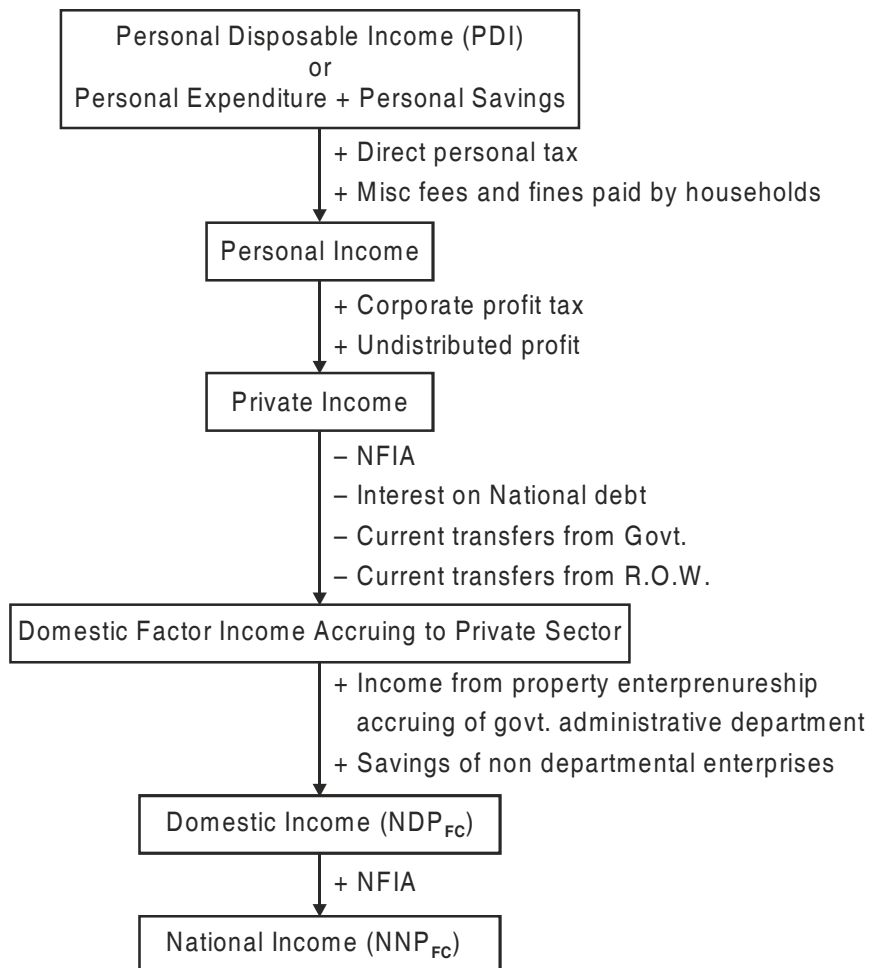 Personal Disposable Income (PDI)
or
Personal Expenditure + Personal Savings
+ Direct personal tax
+ Misc fees and fines paid by households
Personal Income
+ Corporate profit tax
+ Undistributed profit
Private Income
– NFIA
– Interest on National debt
– Current transfers from Govt.
– Current transfers from R.O.W.
Domestic Factor Income Accruing to Private Sector
+ Income from property enterprenureship
accruing of govt. administrative department
+ Savings of non departmental enterprises
Domestic Income (NDP_FC)
+ NFIA
National Income (NNP_FC)